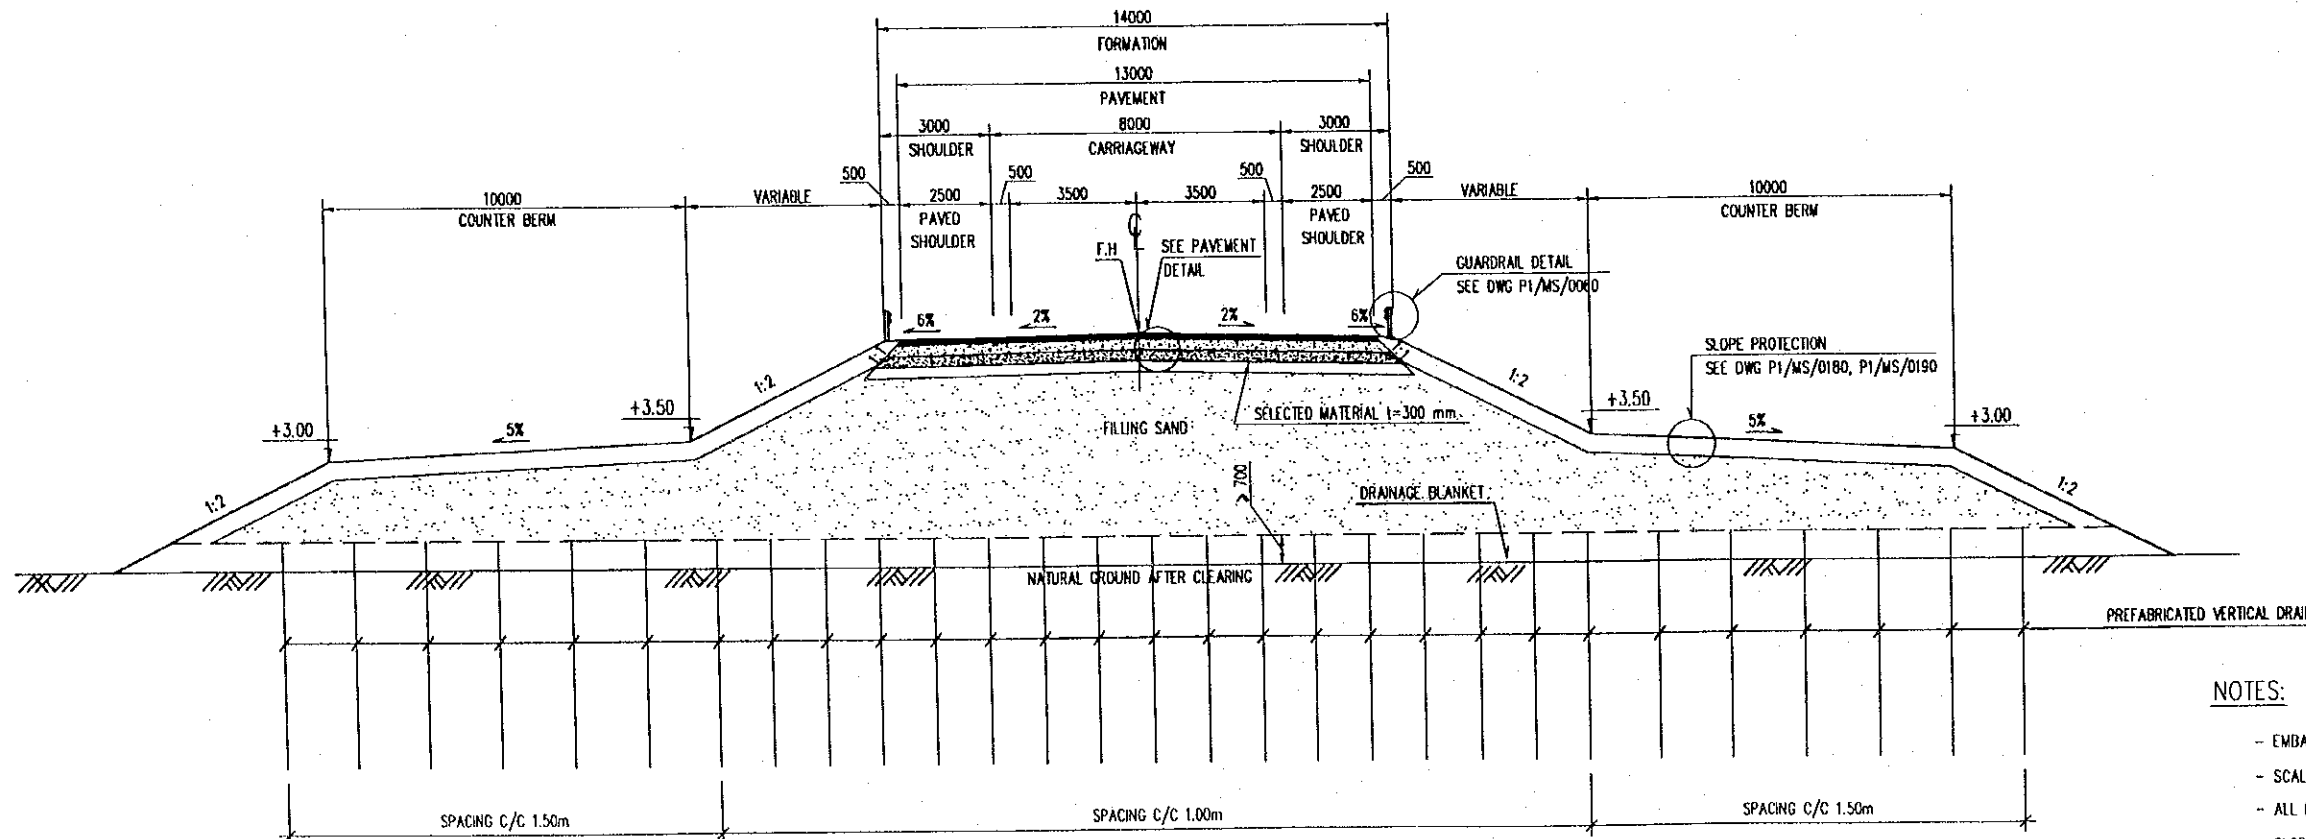 14000
FORMATION
13000
PAVEMENT
3000 8000 3000
SHOULDER CARRIAGEWAY SHOULDER
500 500 500 500
10000 VARIABLE 2500 3500 3500 2500 VARIABLE 10000
COUNTER BERM PAVED SHOULDER PAVED SHOULDER COUNTER BERM
F.H
SEE PAVEMENT
DETAIL
GUARDRAIL DETAIL
SEE DWG P1/MS/0060
6% 2% 2% 6%
1:1 1:1
SLOPE PROTECTION
SEE DWG P1/MS/0180, P1/MS/0190
1:2 1:2
+3.00 +3.50 +3.50 +3.00
5% 5%
SELECTED MATERIAL t=300 mm
FILLING SAND
1:2 1:2
>700
DRAINAGE BLANKET
NATURAL GROUND AFTER CLEARING
PREFABRICATED VERTICAL DRAI
NOTES:
- EMBA
- SCAL
- ALL
SPACING C/C 1.50m SPACING C/C 1.00m SPACING C/C 1.50m